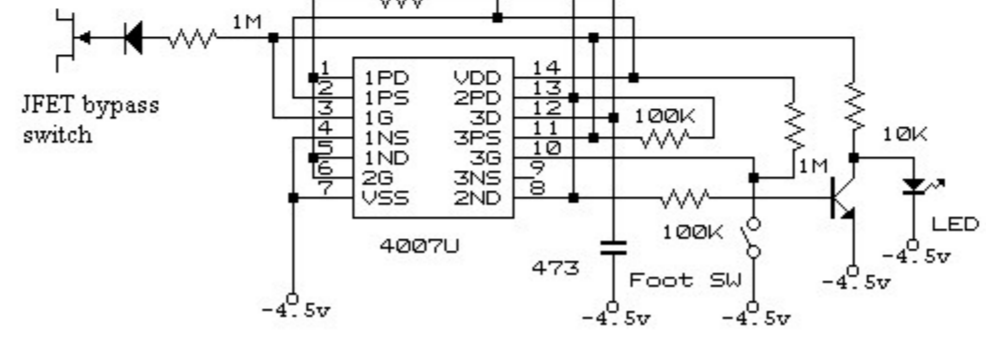 1M
JFET bypass
switch
1 1PD VDD 14
2 1PS 2PD 13
3 1G 3D 12
4 1NS 3PS 11
5 1ND 3G 10
6 2G 3NS 9
7 VSS 2ND 8
100K
10K
1M
4007U
100K
LED
473
Foot SW
-4.5v
-4.5v
-4.5v
-4.5v
-4.5v